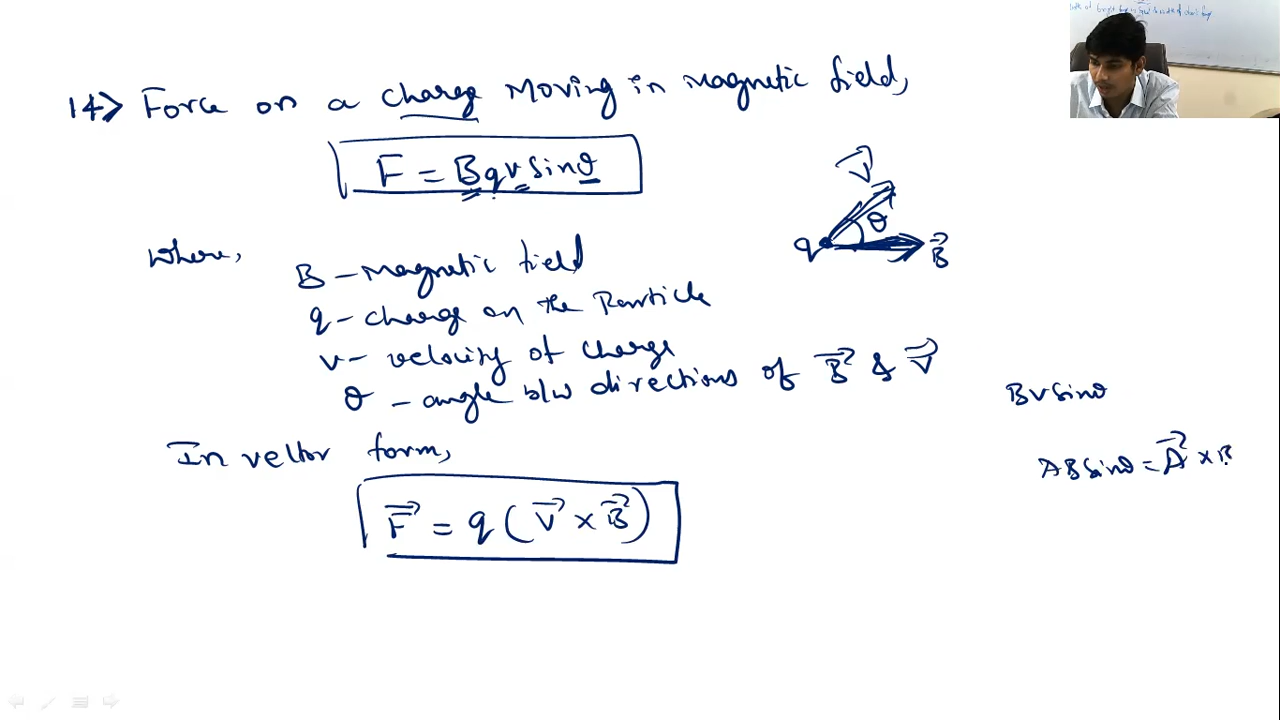 14> Force on a charge moving in magnetic field,
F = Bqv sinθ
V⃗
θ
q
B⃗
where,
B - magnetic field
q - charge on the Particle
v - velocity of charge
θ - angle b/w directions of B⃗ & V⃗
BV sinθ
In vector form,
AB sinθ = A⃗ × B
F⃗ = q (V⃗ × B⃗)